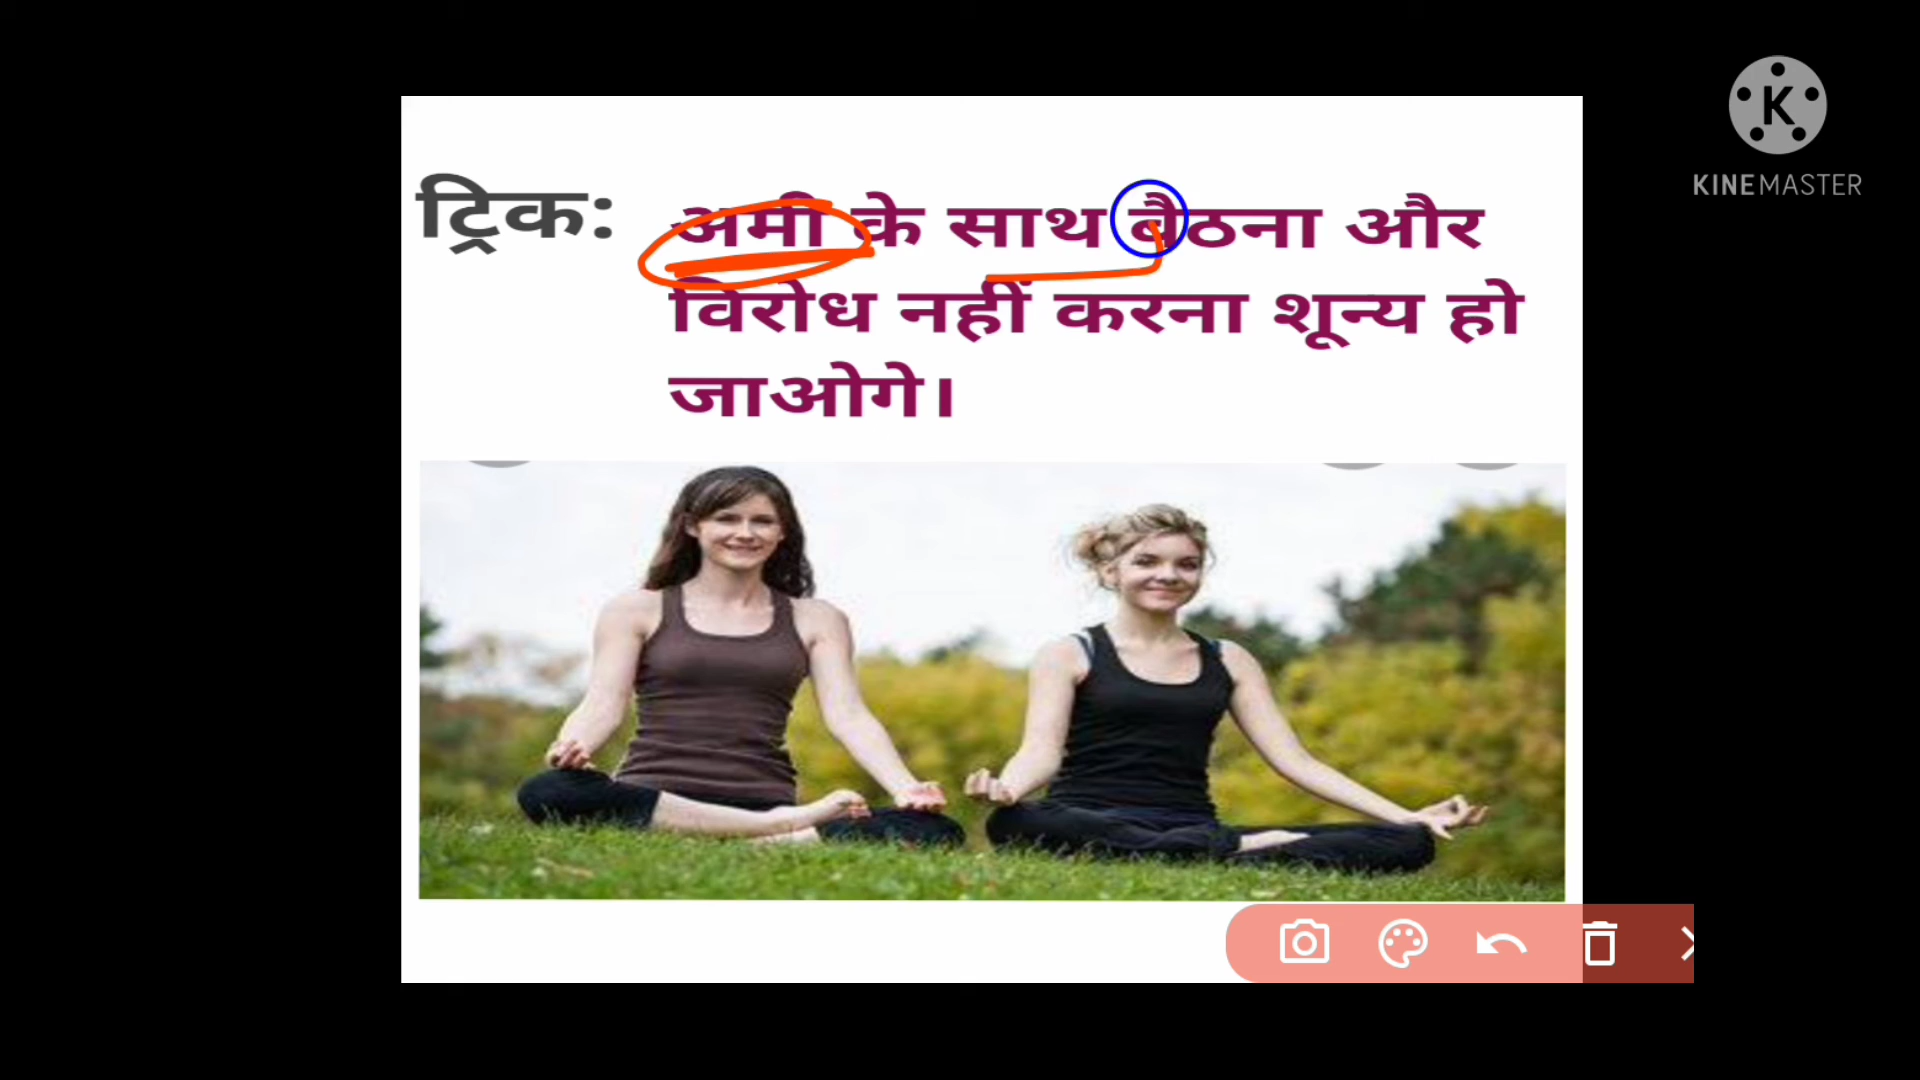 ट्रिक: अमी के साथ बैठना और
विरोध नहीं करना शून्य हो
जाओगे।
K
KINEMASTER